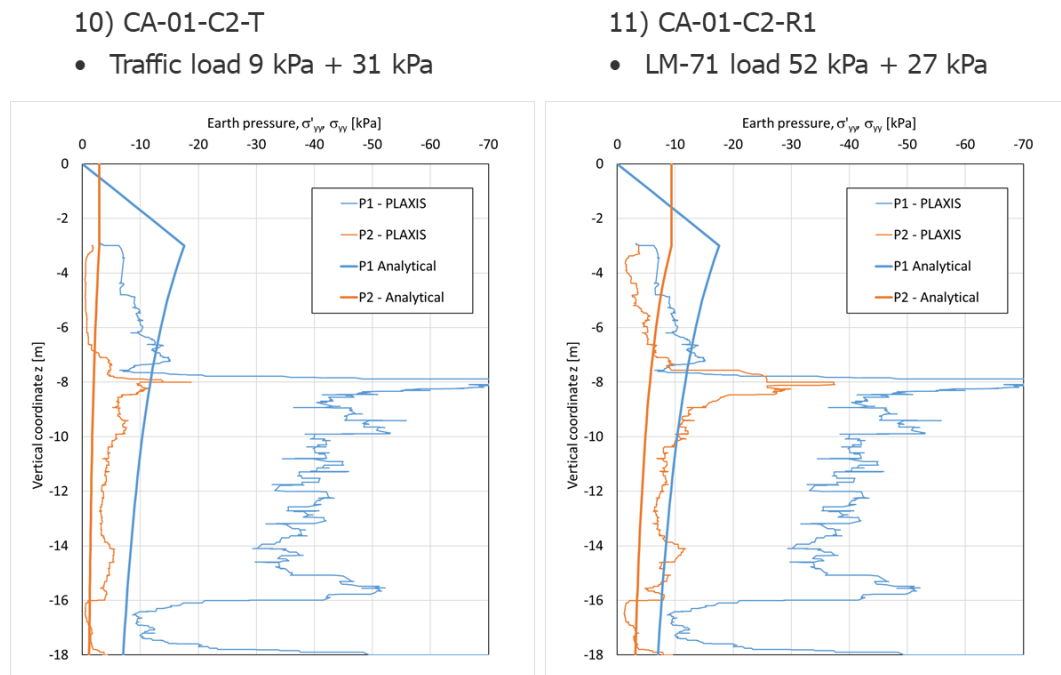 10) CA-01-C2-T
• Traffic load 9 kPa + 31 kPa
Earth pressure, σ'yy, σyy [kPa]
0 -10 -20 -30 -40 -50 -60 -70
0
-2
-4
-6
-8
-10
-12
-14
-16
-18
Vertical coordinate z [m]
P1 - PLAXIS
P2 - PLAXIS
P1 Analytical
P2 - Analytical
11) CA-01-C2-R1
• LM-71 load 52 kPa + 27 kPa
Earth pressure, σ'yy, σyy [kPa]
0 -10 -20 -30 -40 -50 -60 -70
0
-2
-4
-6
-8
-10
-12
-14
-16
-18
Vertical coordinate z [m]
P1 - PLAXIS
P2 - PLAXIS
P1 Analytical
P2 - Analytical